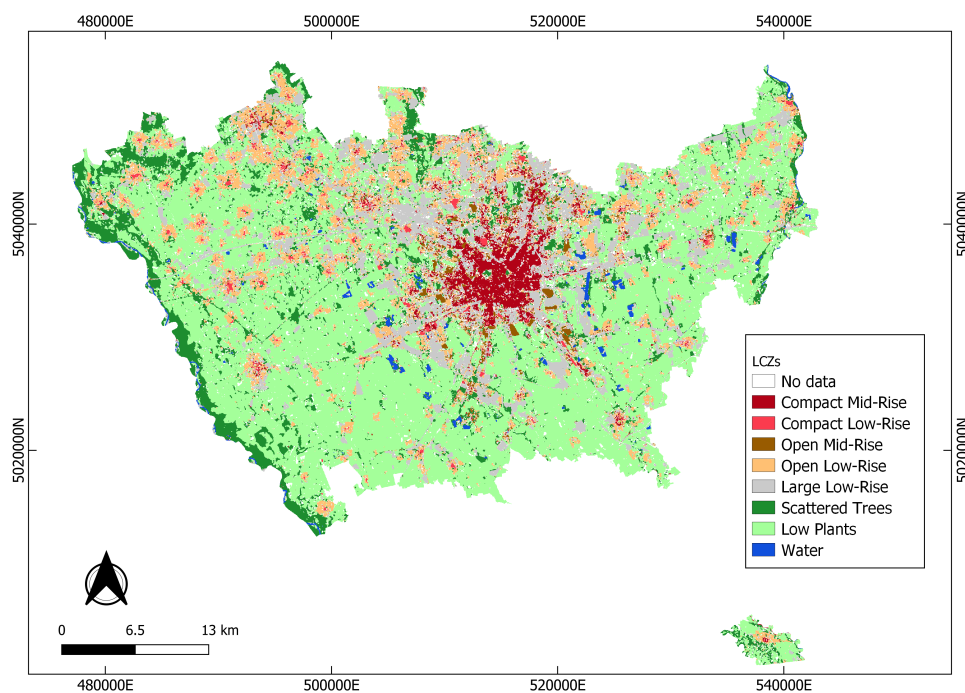 480000E 500000E 520000E 540000E
5040000N 5040000N
5020000N 5020000N
LCZs
No data
Compact Mid-Rise
Compact Low-Rise
Open Mid-Rise
Open Low-Rise
Large Low-Rise
Scattered Trees
Low Plants
Water
0 6.5 13 km
480000E 500000E 520000E 540000E